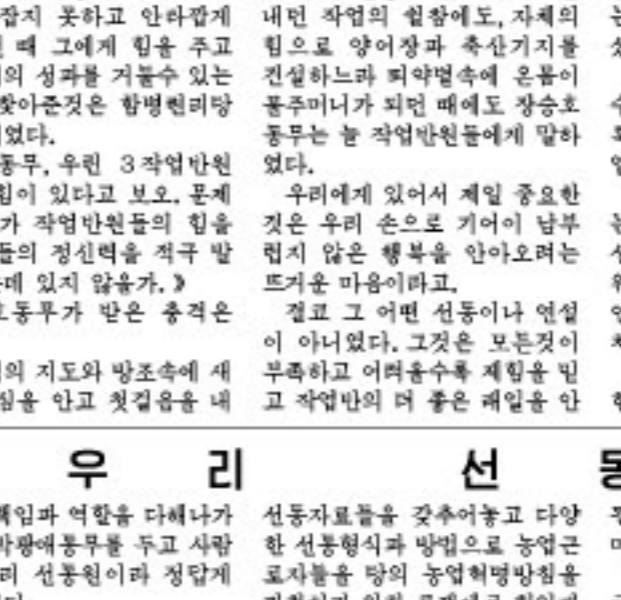 잡지 못하고 안타깝게
때 그에게 힘을 주고
의 성과를 거둘수 있는
찾아준것은 함병련리당
였다.
동무, 우린 3작업반원
힘이 있다고 보오. 문제
가 작업반원들의 힘을
들의 정신력을 적극 발
데 있지 않을가.》
동무가 받은 충격은
의 지도와 방조속에 새
심을 안고 첫걸음을 내
내던 작업의 쉴참에도, 자체의
힘으로 양어장과 축산기지를
건설하느라 뙤약볕속에 온몸이
물주머니가 되던 때에도 장승호
동무는 늘 작업반원들에게 말하
였다.
우리에게 있어서 제일 중요한
것은 우리 손으로 기어이 남부
럽지 않은 행복을 안아오려는
뜨거운 마음이라고.
결코 그 어떤 선동이나 연설
이 아니였다. 그것은 모든것이
부족하고 어려울수록 제힘을 믿
고 작업반의 더 좋은 래일을 안
우 리 선 동
책임과 역할을 다해나가
박광애동무를 두고 사람
리 선동원이라 정답게
선동자료들을 갖추어놓고 다양
한 선동형식과 방법으로 농업근
로자들을 당의 농업혁명방침을